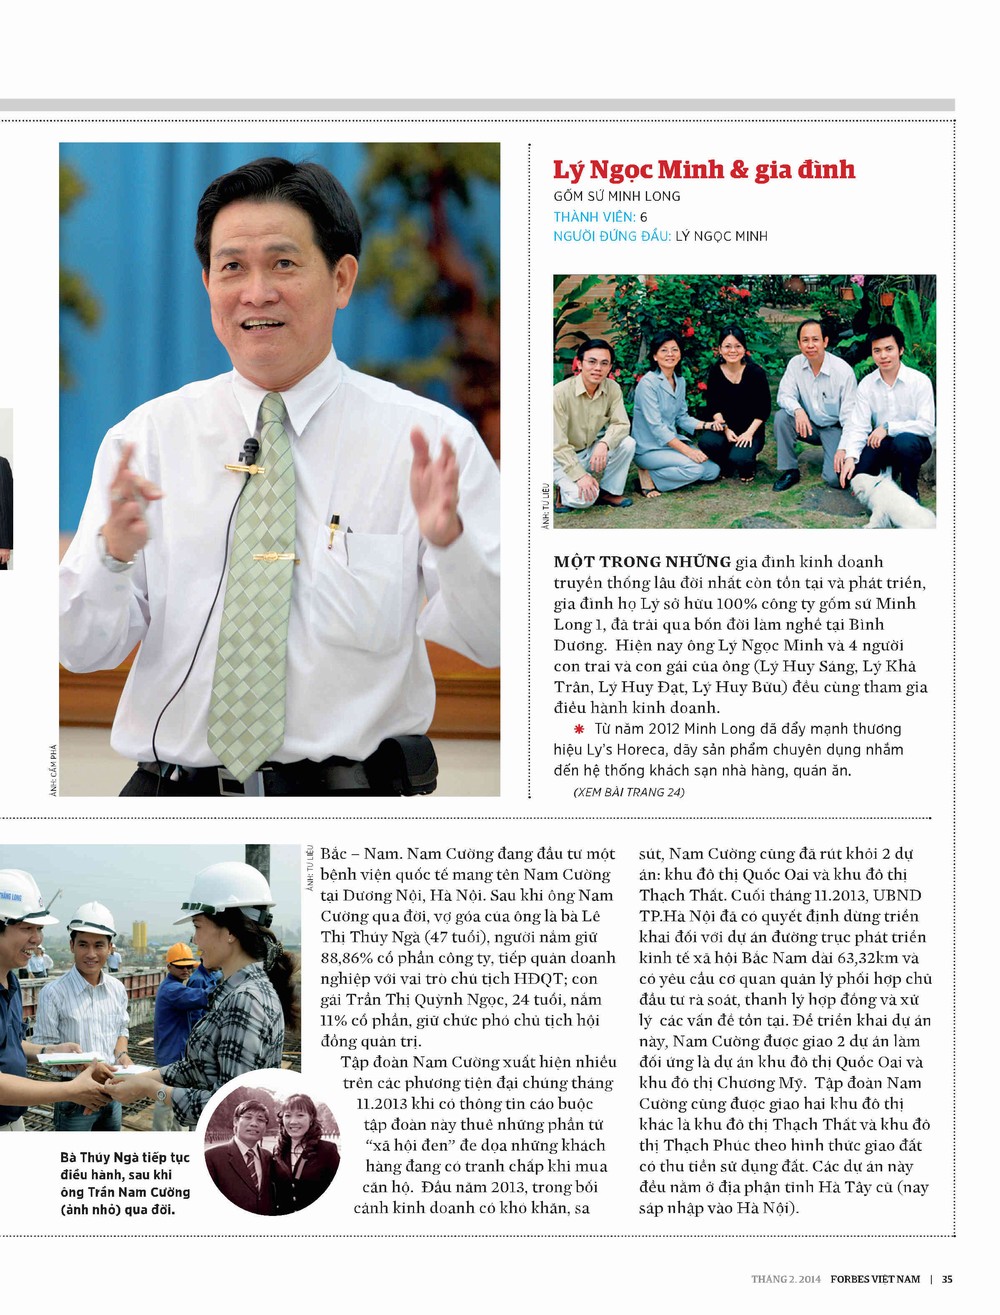 Lý Ngọc Minh & gia đình
GỐM SỨ MINH LONG
THÀNH VIÊN: 6
NGƯỜI ĐỨNG ĐẦU: LÝ NGỌC MINH
ẢNH: TƯ LIỆU
ẢNH: CẨM PHẢ
MỘT TRONG NHỮNG gia đình kinh doanh
truyền thống lâu đời nhất còn tồn tại và phát triển,
gia đình họ Lý sở hữu 100% công ty gốm sứ Minh
Long 1, đã trải qua bốn đời làm nghề tại Bình
Dương. Hiện nay ông Lý Ngọc Minh và 4 người
con trai và con gái của ông (Lý Huy Sáng, Lý Khả
Trân, Lý Huy Đạt, Lý Huy Bửu) đều cùng tham gia
điều hành kinh doanh.
✱ Từ năm 2012 Minh Long đã đẩy mạnh thương
hiệu Ly's Horeca, dãy sản phẩm chuyên dụng nhắm
đến hệ thống khách sạn nhà hàng, quán ăn.
(XEM BÀI TRANG 24)
THĂNG LONG
ẢNH: TƯ LIỆU
Bà Thúy Ngà tiếp tục
điều hành, sau khi
ông Trần Nam Cường
(ảnh nhỏ) qua đời.
Bắc – Nam. Nam Cường đang đầu tư một
bệnh viện quốc tế mang tên Nam Cường
tại Dương Nội, Hà Nội. Sau khi ông Nam
Cường qua đời, vợ góa của ông là bà Lê
Thị Thúy Ngà (47 tuổi), người nắm giữ
88,86% cổ phần công ty, tiếp quản doanh
nghiệp với vai trò chủ tịch HĐQT; con
gái Trần Thị Quỳnh Ngọc, 24 tuổi, nắm
11% cổ phần, giữ chức phó chủ tịch hội
đồng quản trị.
Tập đoàn Nam Cường xuất hiện nhiều
trên các phương tiện đại chúng tháng
11.2013 khi có thông tin cáo buộc
tập đoàn này thuê những phần tử
“xã hội đen” đe dọa những khách
hàng đang có tranh chấp khi mua
căn hộ. Đầu năm 2013, trong bối
cảnh kinh doanh có khó khăn, sa
sút, Nam Cường cũng đã rút khỏi 2 dự
án: khu đô thị Quốc Oai và khu đô thị
Thạch Thất. Cuối tháng 11.2013, UBND
TP.Hà Nội đã có quyết định dừng triển
khai đối với dự án đường trục phát triển
kinh tế xã hội Bắc Nam dài 63,32km và
có yêu cầu cơ quan quản lý phối hợp chủ
đầu tư rà soát, thanh lý hợp đồng và xử
lý các vấn đề tồn tại. Để triển khai dự án
này, Nam Cường được giao 2 dự án làm
đối ứng là dự án khu đô thị Quốc Oai và
khu đô thị Chương Mỹ. Tập đoàn Nam
Cường cũng được giao hai khu đô thị
khác là khu đô thị Thạch Thất và khu đô
thị Thạch Phúc theo hình thức giao đất
có thu tiền sử dụng đất. Các dự án này
đều nằm ở địa phận tỉnh Hà Tây cũ (nay
sáp nhập vào Hà Nội).
THÁNG 2. 2014 FORBES VIỆT NAM | 35